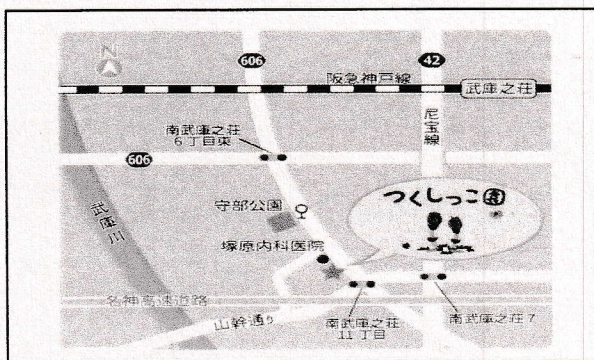 N
606
42
阪急神戸線
武庫之荘
尼宝線
南武庫之荘
6丁目東
606
武庫川
守部公園
つくしっこ園
塚原内科医院
名神高速道路
山幹通り
南武庫之荘
11丁目
南武庫之荘7